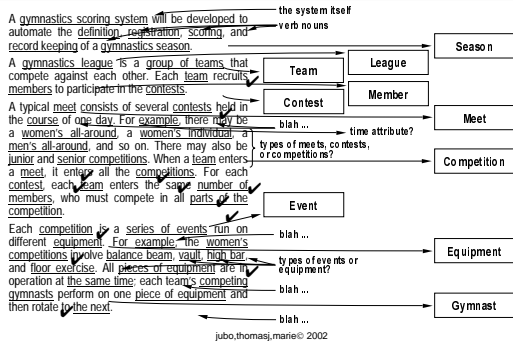 A gymnastics scoring system will be developed to
automate the definition, registration, scoring, and
record keeping of a gymnastics season.
A gymnastics league is a group of teams that
compete against each other. Each team recruits
members to participate in the contests.
A typical meet consists of several contests held in
the course of one day. For example, there may be
a women's all-around, a women's individual, a
men's all-around, and so on. There may also be
junior and senior competitions. When a team enters
a meet, it enters all the competitions. For each
contest, each team enters the same number of
members, who must compete in all parts of the
competition.
Each competition is a series of events run on
different equipment. For example, the women's
competitions involve balance beam, vault, high bar,
and floor exercise. All pieces of equipment are in
operation at the same time; each team's competing
gymnasts perform on one piece of equipment and
then rotate to the next.
the system itself
verb nouns
Season
League
Team
Member
Contest
Meet
blah ...
time attribute?
types of meets, contests,
or competitions?
Competition
Event
blah ...
Equipment
types of events or
equipment?
blah ...
Gymnast
blah ...
jubo,thomasj,marie© 2002